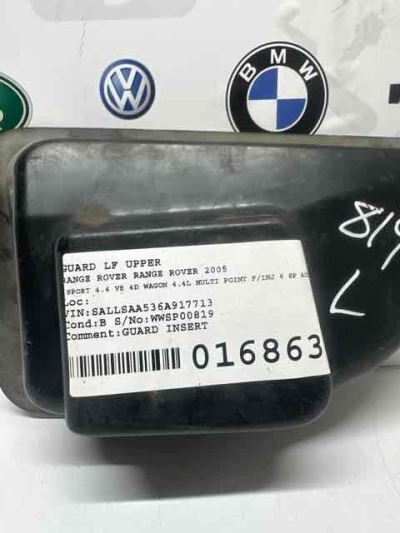 BMW
GUARD LF UPPER
RANGE ROVER RANGE ROVER 2005
SPORT 4.4 V8 4D WAGON 4.4L MULTI POINT F/INJ 6 SP AU
Loc:
VIN:SALLSAA536A917713
Cond:B S/No:WWSP00819
Comment:GUARD INSERT
016863
819
L